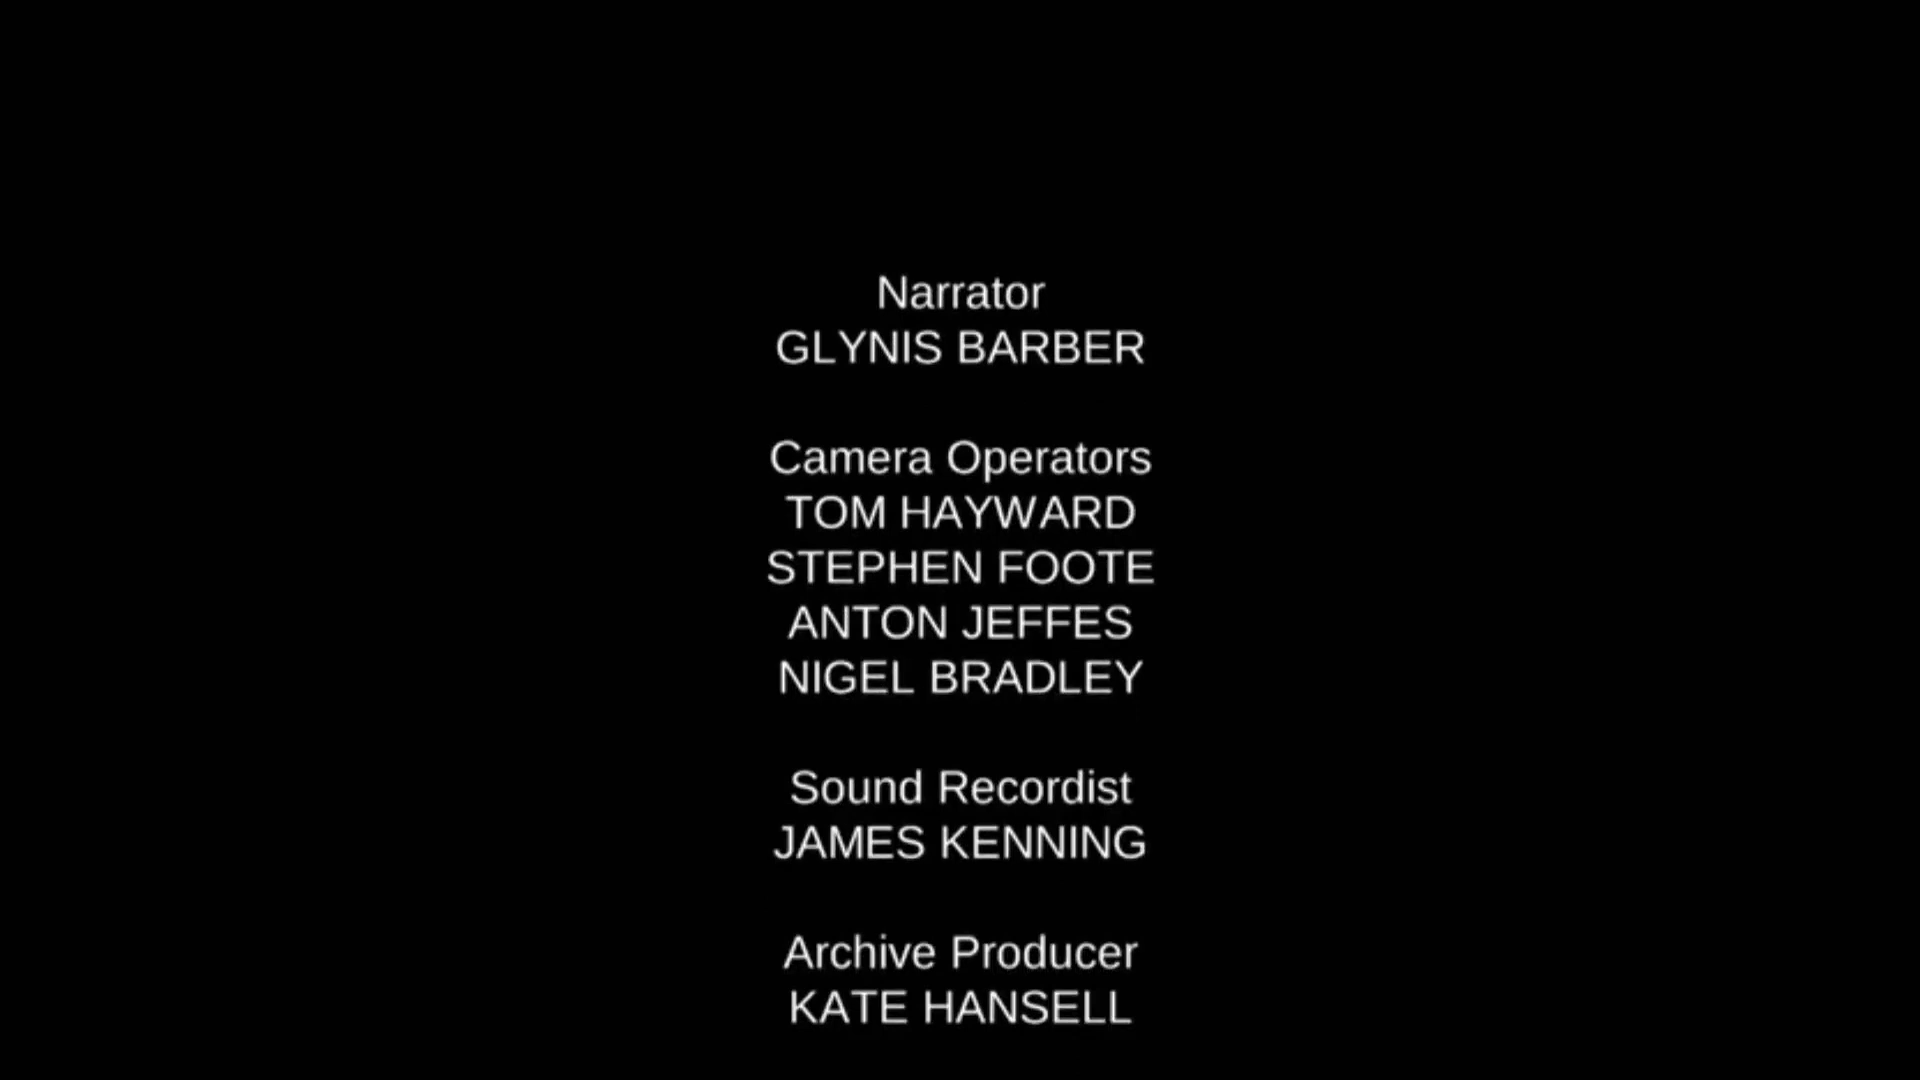 Narrator
GLYNIS BARBER
Camera Operators
TOM HAYWARD
STEPHEN FOOTE
ANTON JEFFES
NIGEL BRADLEY
Sound Recordist
JAMES KENNING
Archive Producer
KATE HANSELL